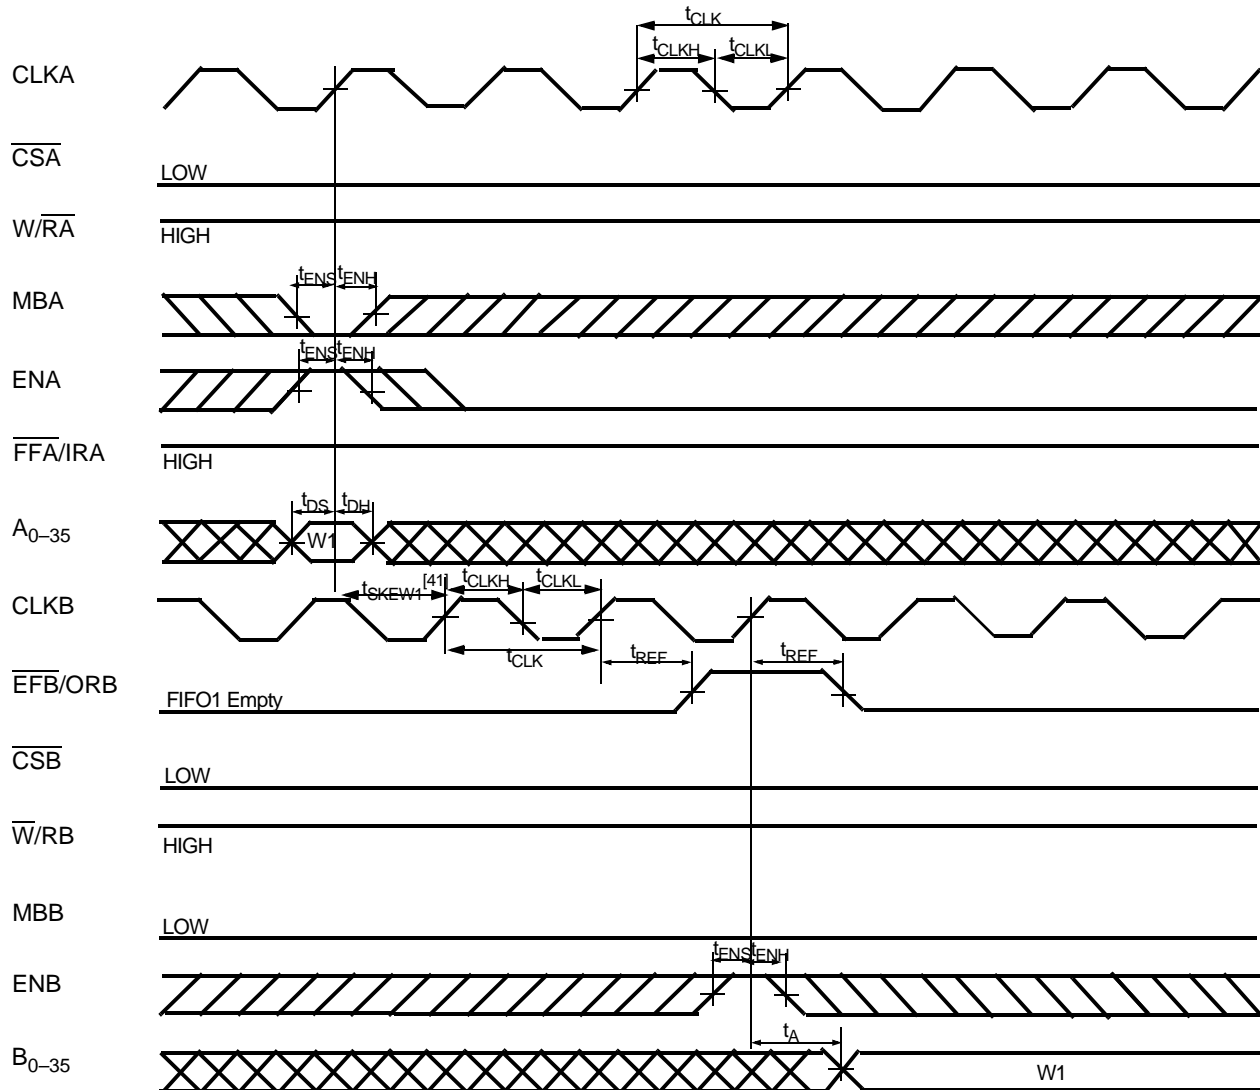 tCLK
tCLKH tCLKL
CLKA
CSA
LOW
W/RA
HIGH
tENS tENH
MBA
tENS tENH
ENA
FFA/IRA
HIGH
tDS tDH
A0–35
W1
tSKEW1[41] tCLKH tCLKL
CLKB
tCLK tREF tREF
EFB/ORB
FIFO1 Empty
CSB
LOW
W/RB
HIGH
MBB
LOW
tENS tENH
ENB
tA
B0–35
W1